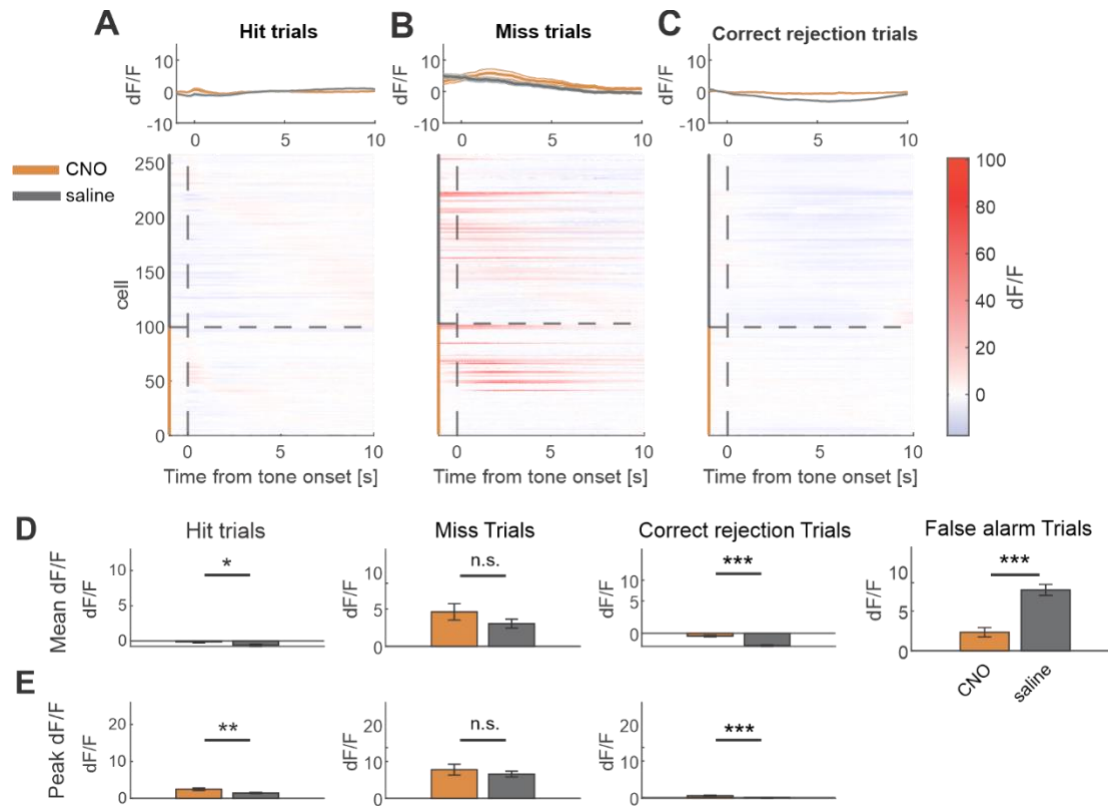 A
Hit trials
B
Miss trials
C
Correct rejection trials
dF/F
10
0
-10
0
5
10
dF/F
10
0
-10
0
5
10
dF/F
10
0
-10
0
5
10
CNO
saline
cell
250
200
150
100
50
0
0
5
10
Time from tone onset [s]
0
5
10
Time from tone onset [s]
0
5
10
Time from tone onset [s]
100
80
60
40
20
0
dF/F
D
Hit trials
Miss Trials
Correct rejection Trials
False alarm Trials
Mean dF/F
dF/F
10
5
0
*
dF/F
10
5
0
n.s.
dF/F
10
5
0
***
dF/F
10
5
0
***
CNO
saline
E
Peak dF/F
dF/F
20
10
0
**
dF/F
20
10
0
n.s.
dF/F
20
10
0
***